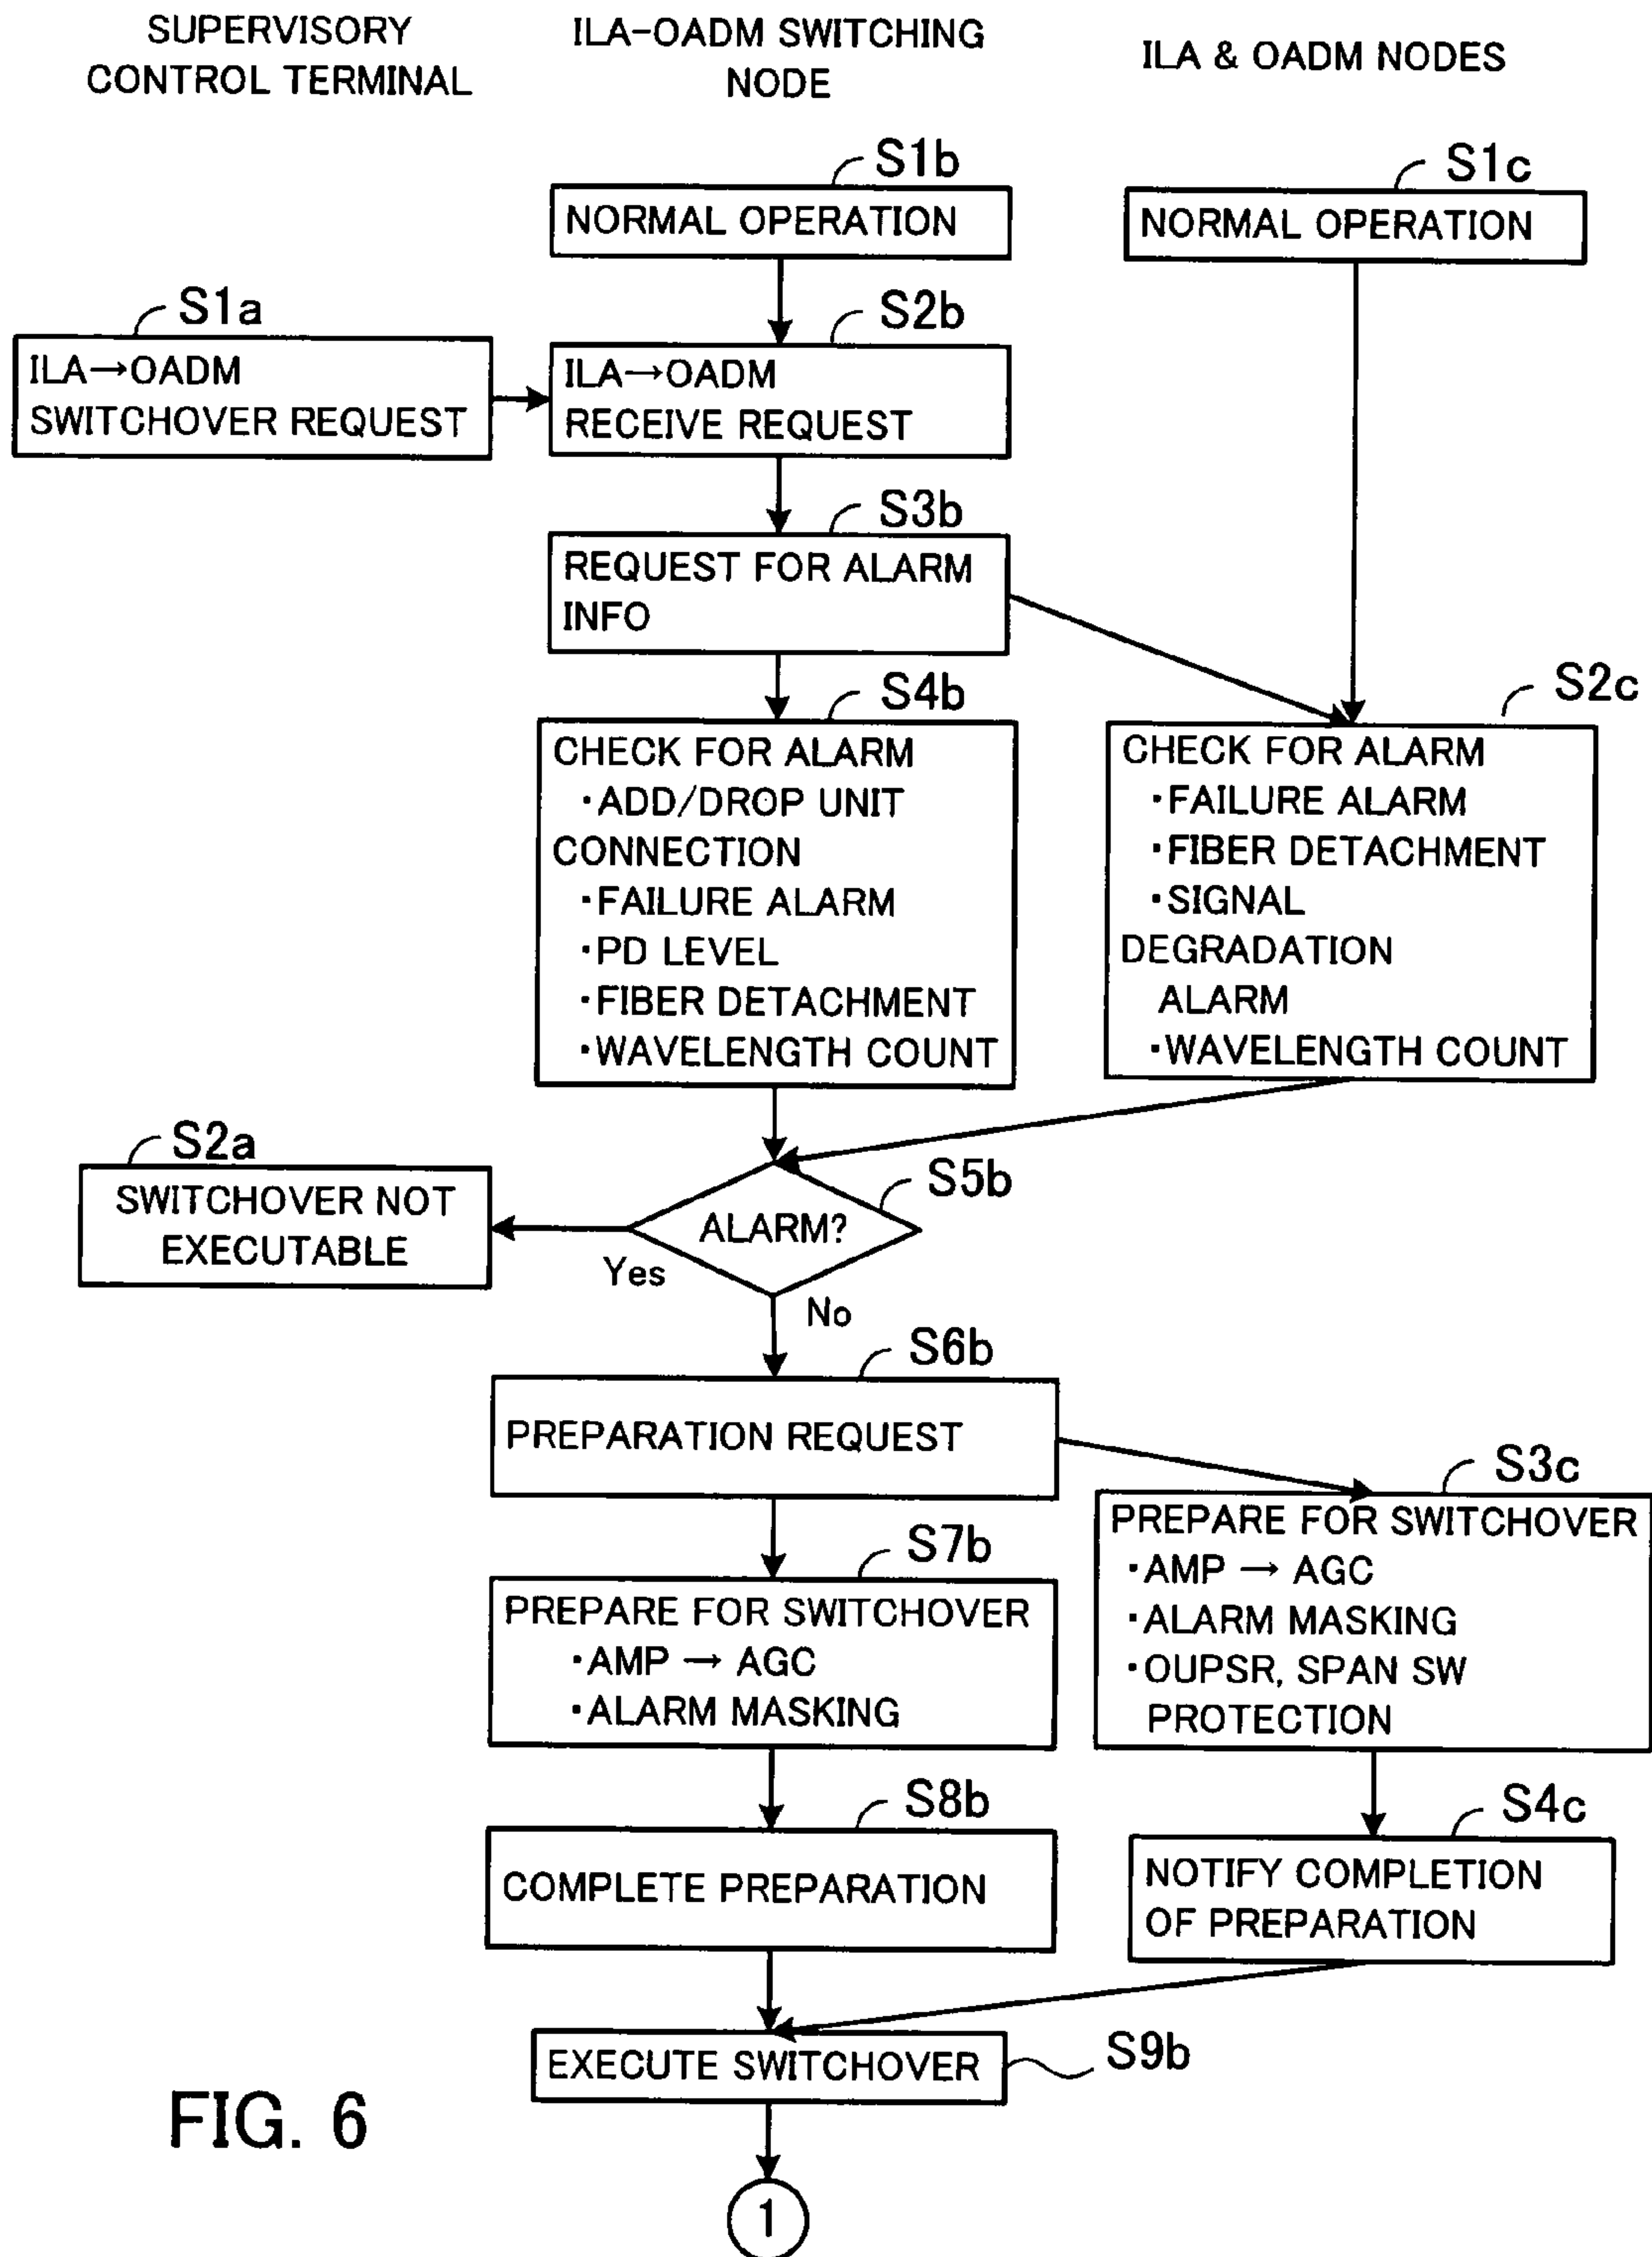 SUPERVISORY
CONTROL TERMINAL
ILA-OADM SWITCHING
NODE
ILA & OADM NODES
S1b
NORMAL OPERATION
S1c
NORMAL OPERATION
S1a
ILA→OADM
SWITCHOVER REQUEST
S2b
ILA→OADM
RECEIVE REQUEST
S3b
REQUEST FOR ALARM
INFO
S4b
CHECK FOR ALARM
・ADD/DROP UNIT
CONNECTION
・FAILURE ALARM
・PD LEVEL
・FIBER DETACHMENT
・WAVELENGTH COUNT
S2c
CHECK FOR ALARM
・FAILURE ALARM
・FIBER DETACHMENT
・SIGNAL
DEGRADATION
ALARM
・WAVELENGTH COUNT
S2a
SWITCHOVER NOT
EXECUTABLE
S5b
ALARM?
Yes
No
S6b
PREPARATION REQUEST
S3c
PREPARE FOR SWITCHOVER
・AMP → AGC
・ALARM MASKING
・OUPSR, SPAN SW
PROTECTION
S7b
PREPARE FOR SWITCHOVER
・AMP → AGC
・ALARM MASKING
S8b
COMPLETE PREPARATION
S4c
NOTIFY COMPLETION
OF PREPARATION
S9b
EXECUTE SWITCHOVER
FIG. 6
1